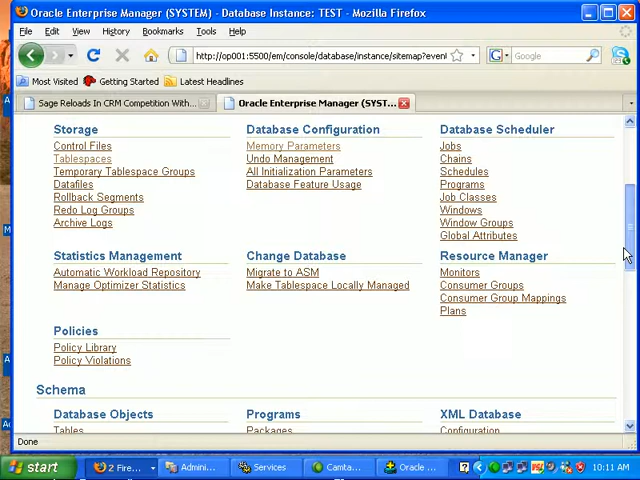 Oracle Enterprise Manager (SYSTEM) - Database Instance: TEST - Mozilla Firefox
File Edit View History Bookmarks Tools Help
http://op001:5500/em/console/database/instance/sitemap?event
Google
Most Visited Getting Started Latest Headlines
Sage Reloads In CRM Competition With... Oracle Enterprise Manager (SYST...
Storage
Control Files
Tablespaces
Temporary Tablespace Groups
Datafiles
Rollback Segments
Redo Log Groups
Archive Logs
Database Configuration
Memory Parameters
Undo Management
All Initialization Parameters
Database Feature Usage
Database Scheduler
Jobs
Chains
Schedules
Programs
Job Classes
Windows
Window Groups
Global Attributes
Statistics Management
Automatic Workload Repository
Manage Optimizer Statistics
Change Database
Migrate to ASM
Make Tablespace Locally Managed
Resource Manager
Monitors
Consumer Groups
Consumer Group Mappings
Plans
Policies
Policy Library
Policy Violations
Schema
Database Objects
Tables
Programs
Packages
XML Database
Configuration
Done
start 2 Fire... Admini... Services Camta... Oracle ... 10:11 AM